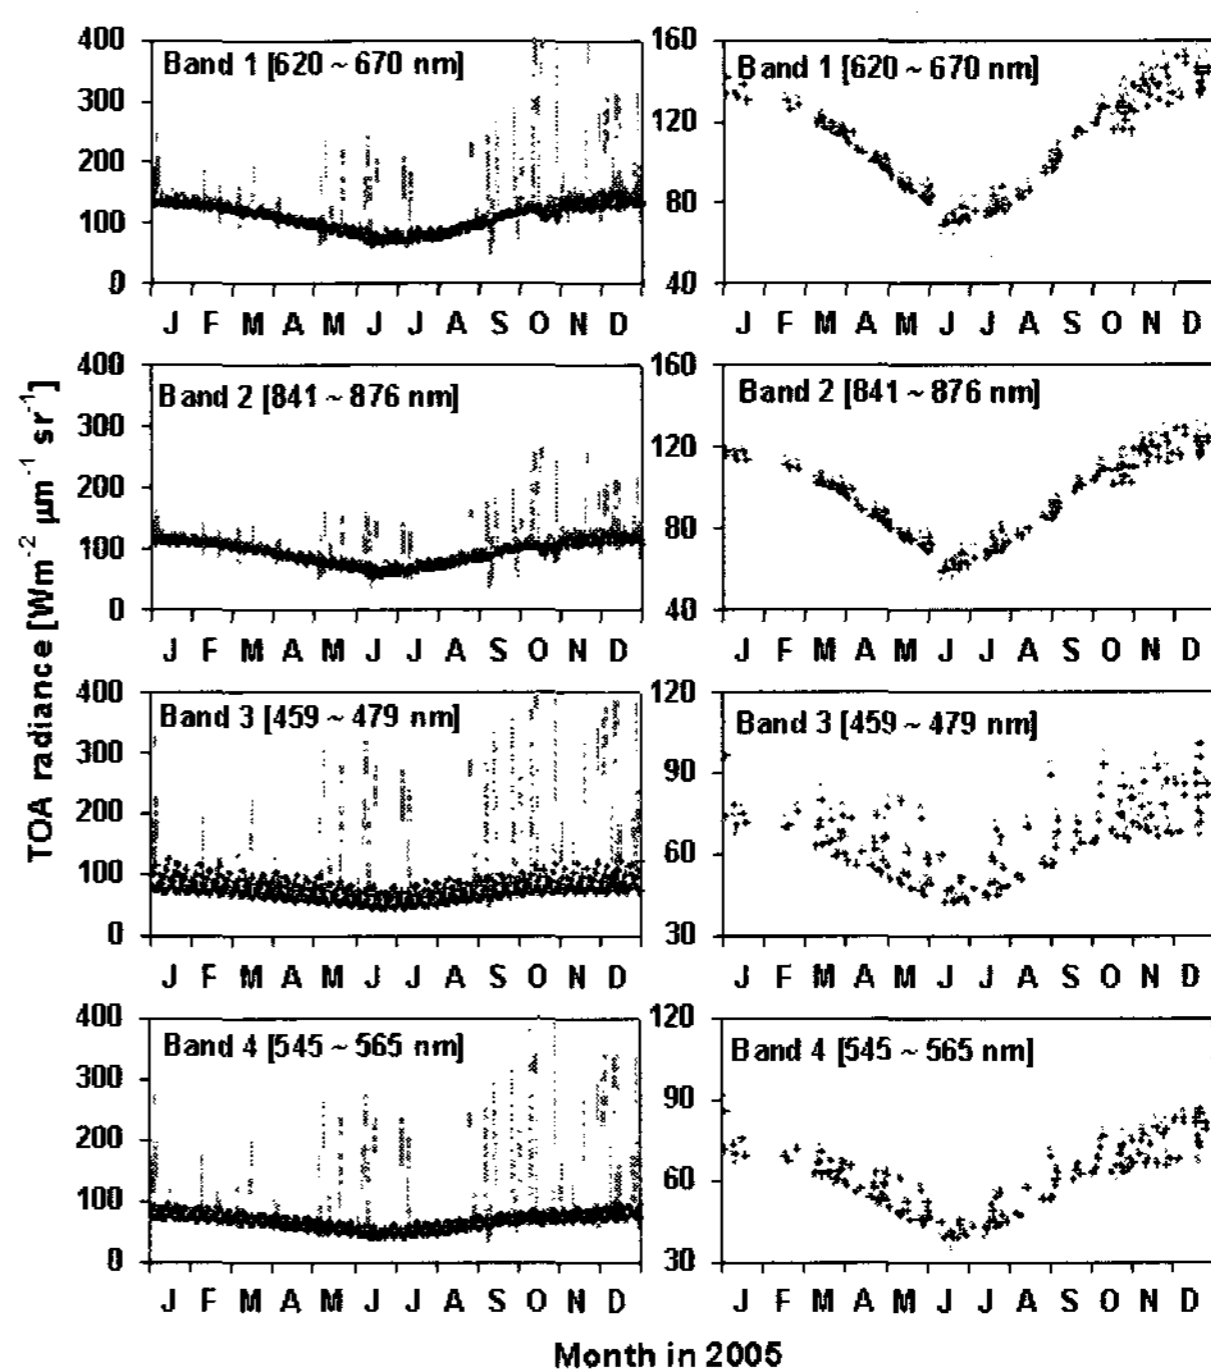 TOA radiance [Wm⁻² µm⁻¹ sr⁻¹]
Band 1 [620 ~ 670 nm]
400
300
200
100
0
J F M A M J J A S O N D
Band 1 [620 ~ 670 nm]
160
120
80
40
J F M A M J J A S O N D
Band 2 [841 ~ 876 nm]
400
300
200
100
0
J F M A M J J A S O N D
Band 2 [841 ~ 876 nm]
160
120
80
40
J F M A M J J A S O N D
Band 3 [459 ~ 479 nm]
400
300
200
100
0
J F M A M J J A S O N D
Band 3 [459 ~ 479 nm]
120
90
60
30
J F M A M J J A S O N D
Band 4 [545 ~ 565 nm]
400
300
200
100
0
J F M A M J J A S O N D
Band 4 [545 ~ 565 nm]
120
90
60
30
J F M A M J J A S O N D
Month in 2005